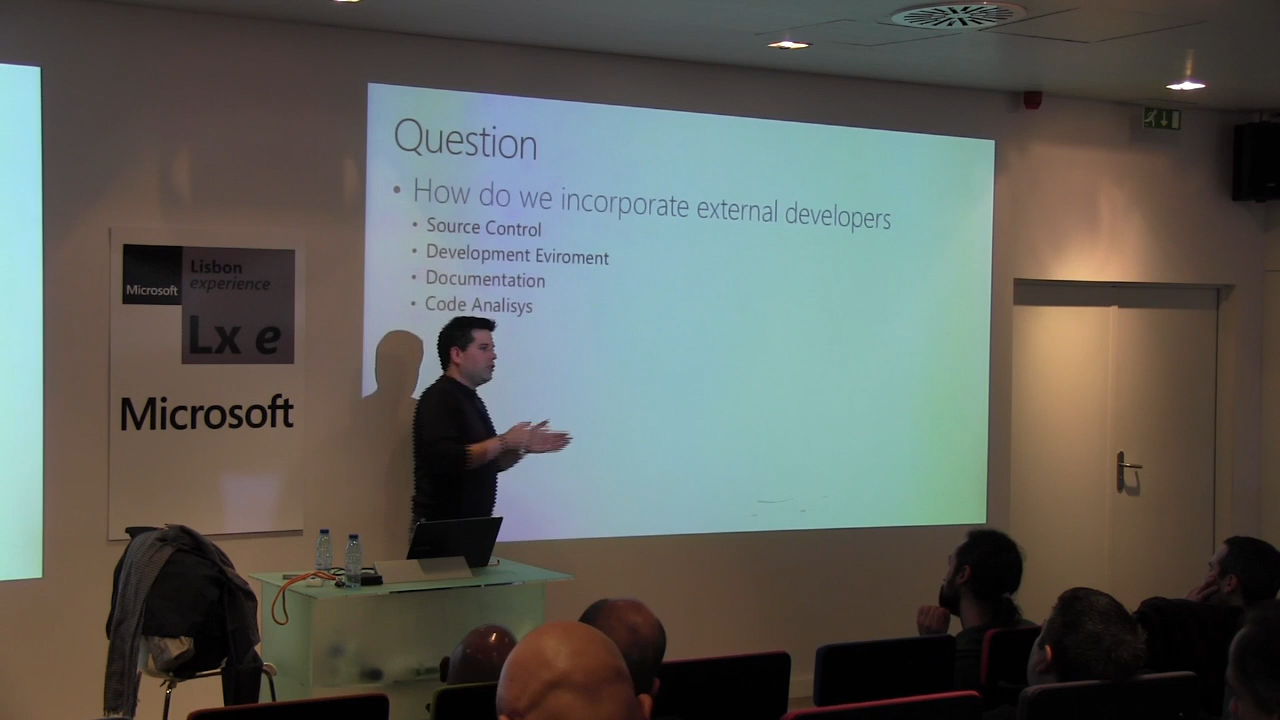 Question
• How do we incorporate external developers
• Source Control
• Development Eviroment
• Documentation
• Code Analisys
Microsoft
Lisbon
experience
Lx e
Microsoft